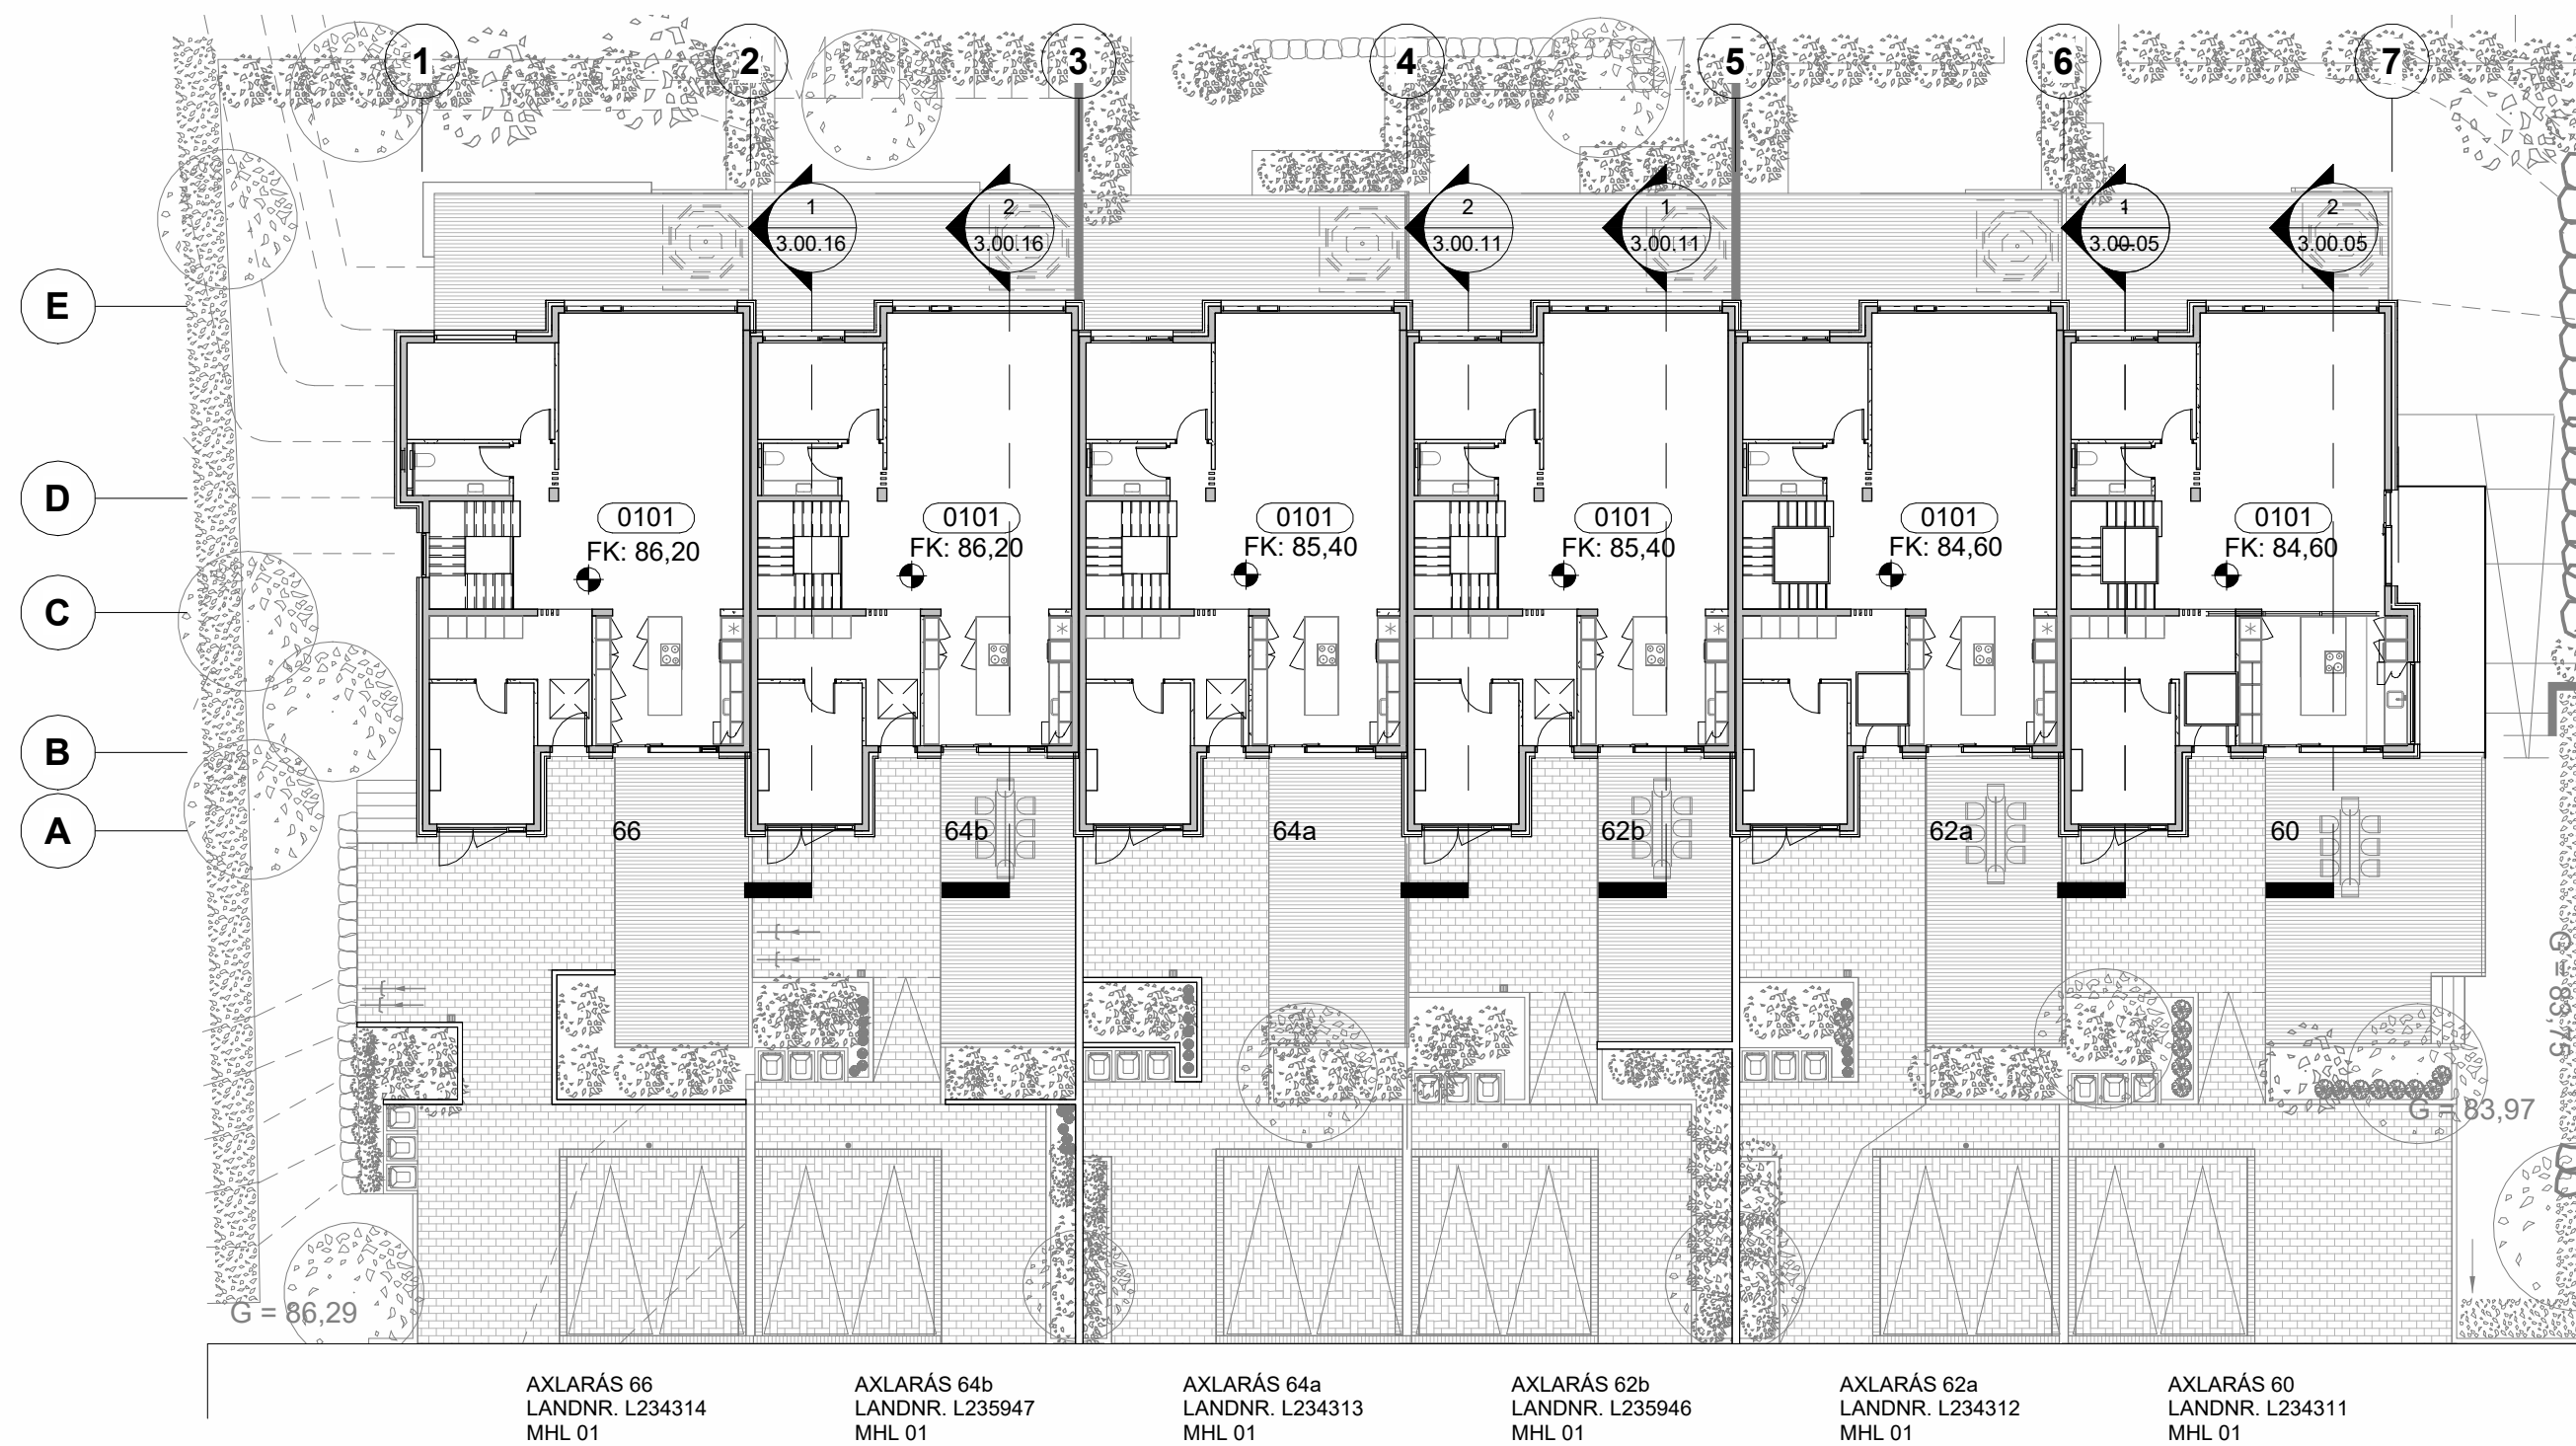 1 2 3 4 5 6 7
1 2 2 1 1 2
3.00.16 3.00.16 3.00.11 3.00.11 3.00.05 3.00.05
E
D
0101 0101 0101 0101 0101 0101
FK: 86,20 FK: 86,20 FK: 85,40 FK: 85,40 FK: 84,60 FK: 84,60
C
B
A
66 64b 64a 62b 62a 60
G = 83,97
G = 86,29
AXLARÁS 66
LANDNR. L234314
MHL 01
AXLARÁS 64b
LANDNR. L235947
MHL 01
AXLARÁS 64a
LANDNR. L234313
MHL 01
AXLARÁS 62b
LANDNR. L235946
MHL 01
AXLARÁS 62a
LANDNR. L234312
MHL 01
AXLARÁS 60
LANDNR. L234311
MHL 01